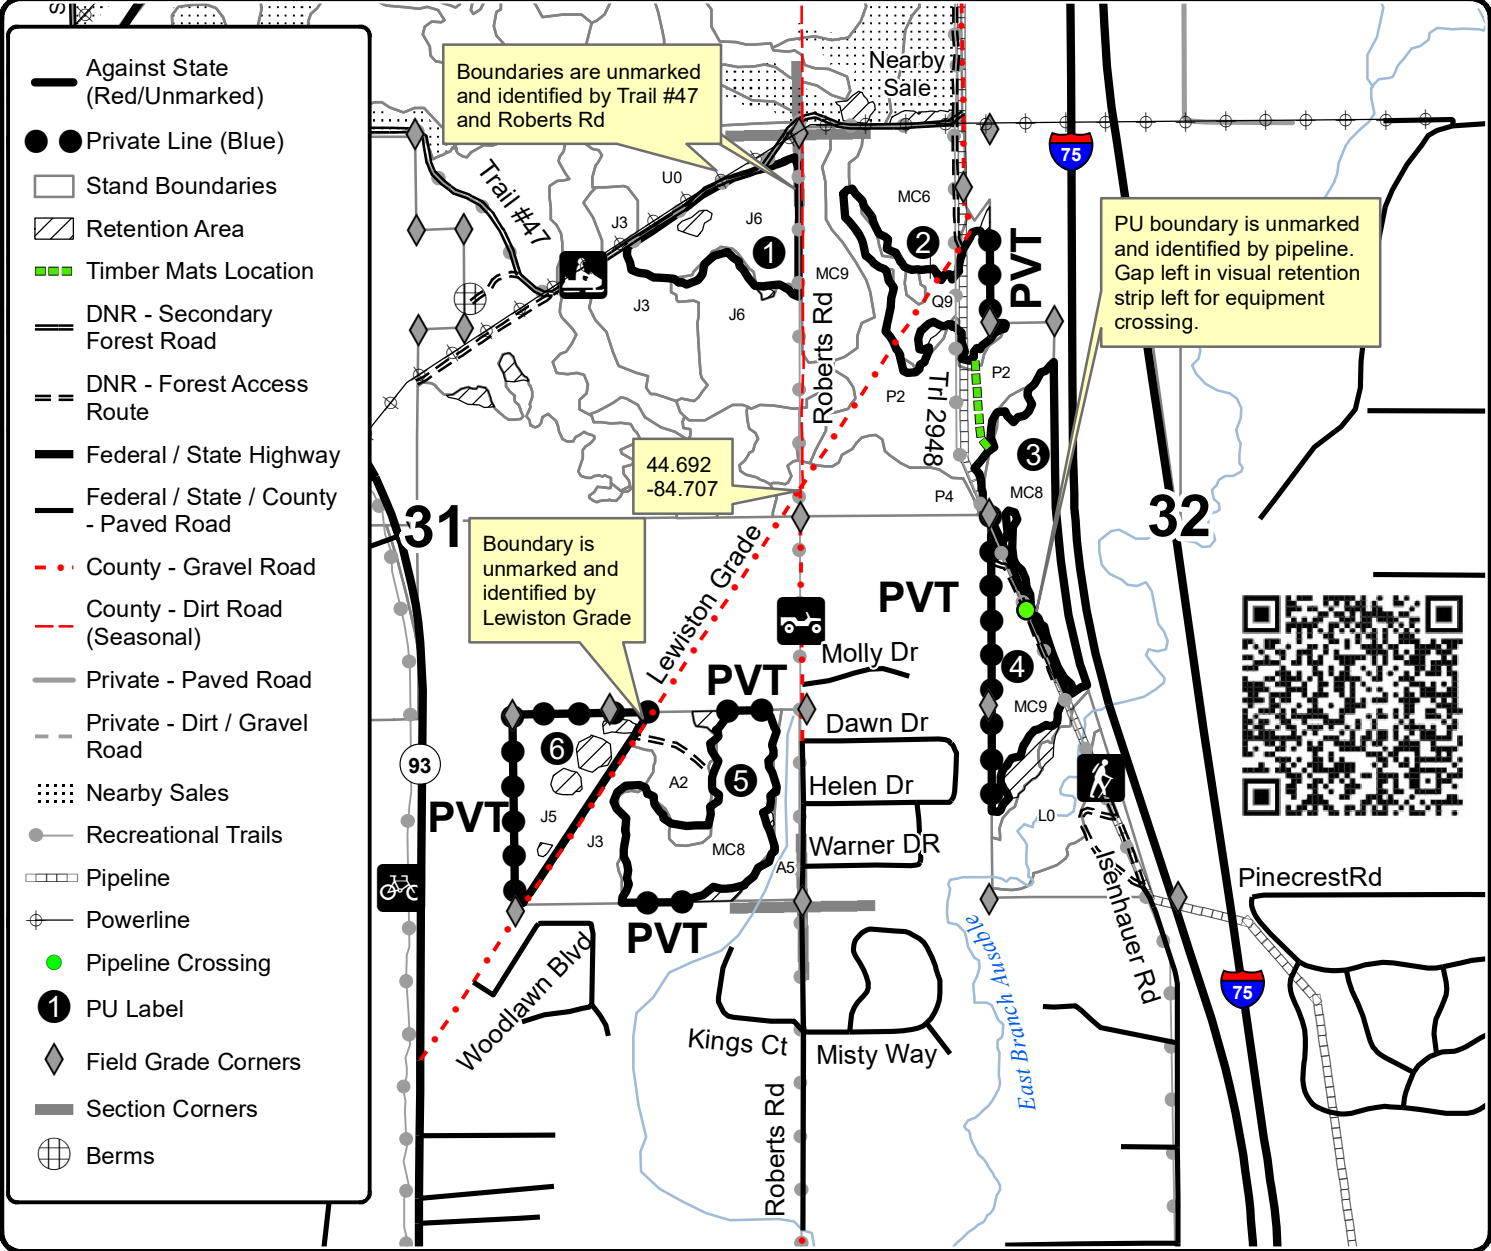 Against State
(Red/Unmarked)
Private Line (Blue)
Stand Boundaries
Retention Area
Timber Mats Location
DNR - Secondary
Forest Road
DNR - Forest Access
Route
Federal / State Highway
Federal / State / County
- Paved Road
County - Gravel Road
County - Dirt Road
(Seasonal)
Private - Paved Road
Private - Dirt / Gravel
Road
Nearby Sales
Recreational Trails
Pipeline
Powerline
Pipeline Crossing
1
PU Label
Field Grade Corners
Section Corners
Berms
Boundaries are unmarked
and identified by Trail #47
and Roberts Rd
Nearby
Sale
75
PU boundary is unmarked
and identified by pipeline.
Gap left in visual retention
strip left for equipment
crossing.
Trail #47
U0
J3
J6
1
MC6
2
PVT
MC9
J3
J6
Q9
Roberts Rd
P2
P2
Trl 2948
44.692
-84.707
3
MC8
P4
31
32
Boundary is
unmarked and
identified by
Lewiston Grade
Lewiston Grade
PVT
Molly Dr
4
MC9
PVT
Dawn Dr
6
5
A2
Helen Dr
93
PVT
J5
J3
MC8
Warner DR
A5
L0
Isenhauer Rd
PinecrestRd
PVT
Woodlawn Blvd
East Branch Ausable
75
Kings Ct
Misty Way
Roberts Rd